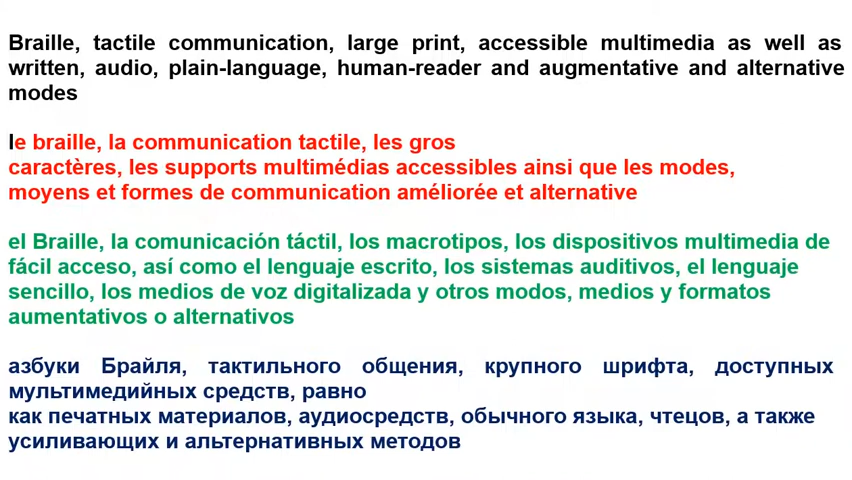 Braille, tactile communication, large print, accessible multimedia as well as
written, audio, plain-language, human-reader and augmentative and alternative
modes
le braille, la communication tactile, les gros
caractères, les supports multimédias accessibles ainsi que les modes,
moyens et formes de communication améliorée et alternative
el Braille, la comunicación táctil, los macrotipos, los dispositivos multimedia de
fácil acceso, así como el lenguaje escrito, los sistemas auditivos, el lenguaje
sencillo, los medios de voz digitalizada y otros modos, medios y formatos
aumentativos o alternativos
азбуки Брайля, тактильного общения, крупного шрифта, доступных
мультимедийных средств, равно
как печатных материалов, аудиосредств, обычного языка, чтецов, а также
усиливающих и альтернативных методов